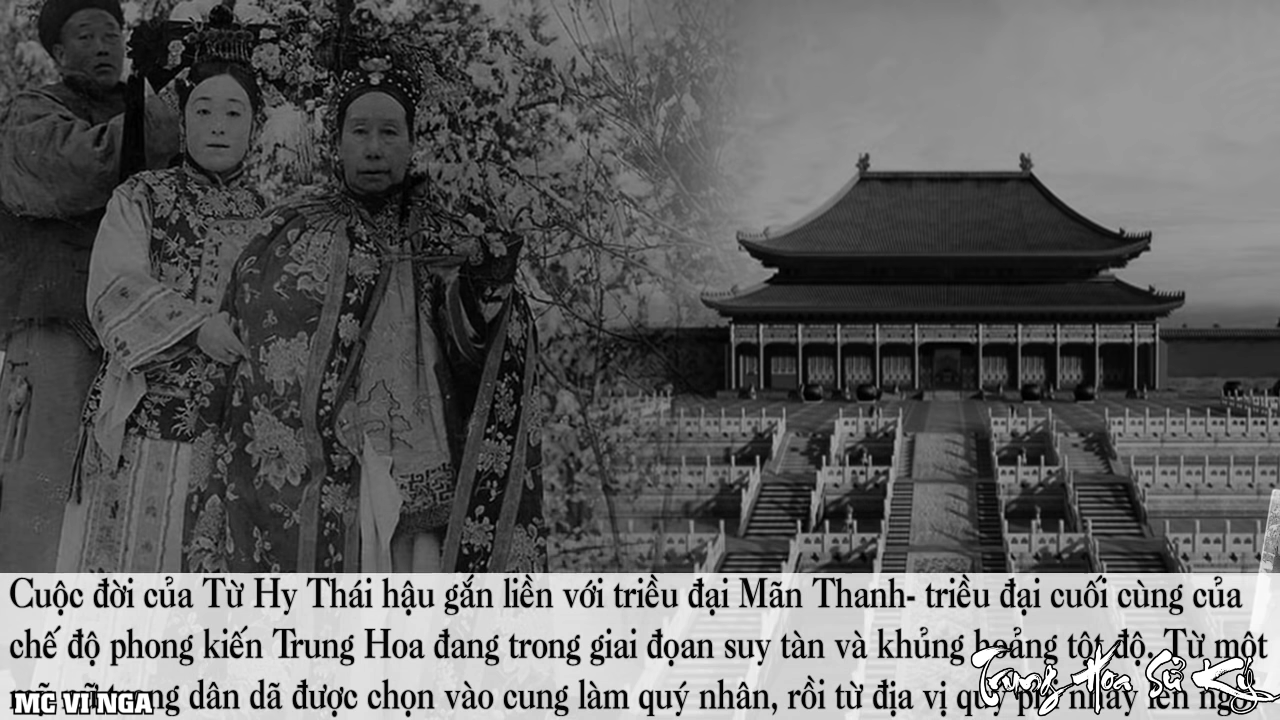 Cuộc đời của Từ Hy Thái hậu gắn liền với triều đại Mãn Thanh- triều đại cuối cùng của
chế độ phong kiến Trung Hoa đang trong giai đọan suy tàn và khủng hoảng tột độ. Từ một
dân dã được chọn vào cung làm quý nhân, rồi từ địa vị quý phi nhảy lên
MC VI NGA
Trung Hoa Sử Ký